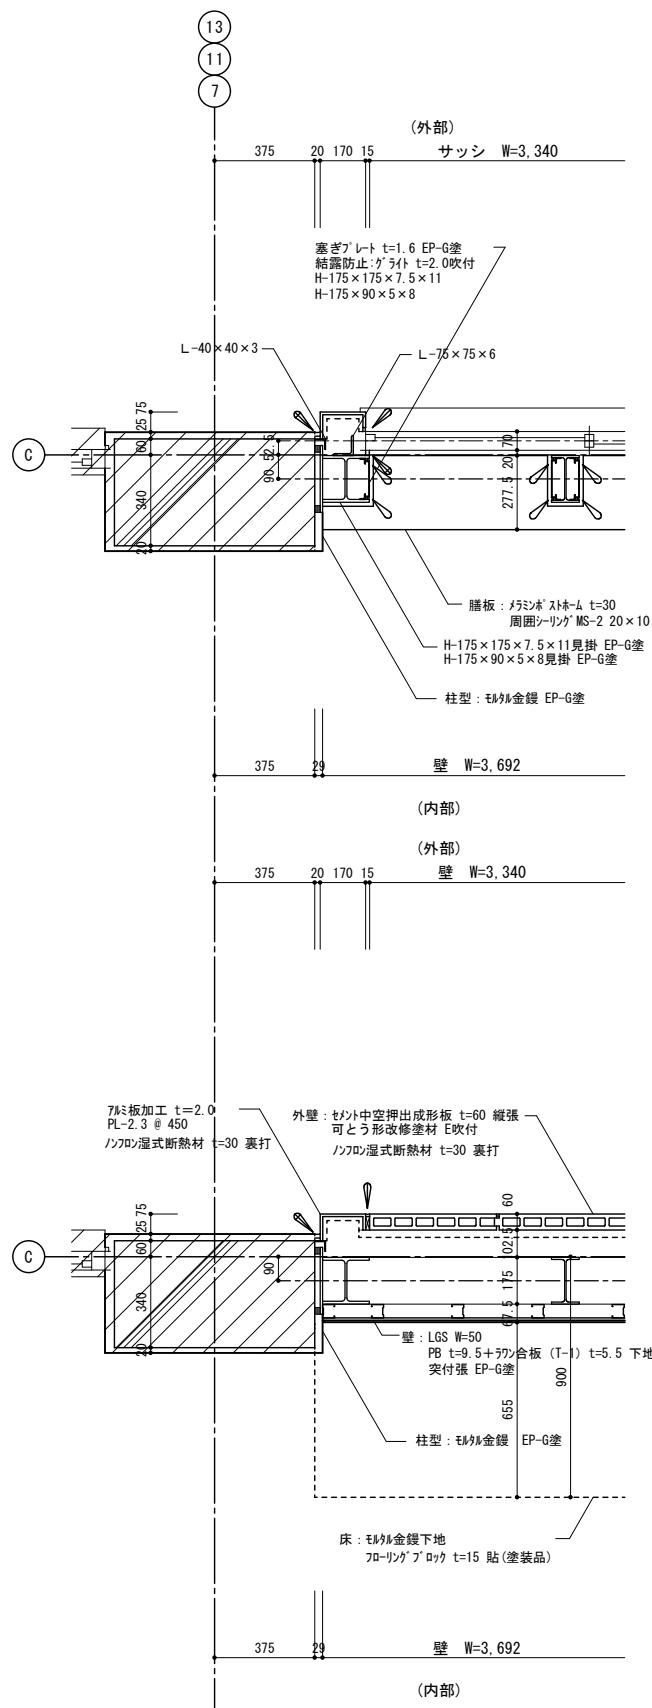 13
11
7
(外部)
375 20 170 15 サッシ W=3,340
塞ぎプレート t=1.6 EP-G塗
結露防止:グライト t=2.0吹付
H-175×175×7.5×11
H-175×90×5×8
L-40×40×3
L-75×75×6
75
25
60
340
20
C
52.5
90
70
20
277.5
膳板：メラミンポストホーム t=30
周囲シーリング MS-2 20×10
H-175×175×7.5×11見掛 EP-G塗
H-175×90×5×8見掛 EP-G塗
柱型：モルタル金鏝 EP-G塗
375 29 壁 W=3,692
(内部)
(外部)
375 20 170 15 壁 W=3,340
アルミ板加工 t=2.0
PL-2.3 @ 450
ノンフロン湿式断熱材 t=30 裏打
外壁：セメント中空押出成形板 t=60 縦張
可とう形改修塗材 E吹付
ノンフロン湿式断熱材 t=30 裏打
75
25
60
340
20
C
90
60
02.5
175
67.5
壁：LGS W=50
PB t=9.5＋ラワン合板 (T-1) t=5.5 下地
突付張 EP-G塗
655
900
柱型：モルタル金鏝 EP-G塗
床：モルタル金鏝下地
フローリングブロック t=15 貼(塗装品)
375 29 壁 W=3,692
(内部)